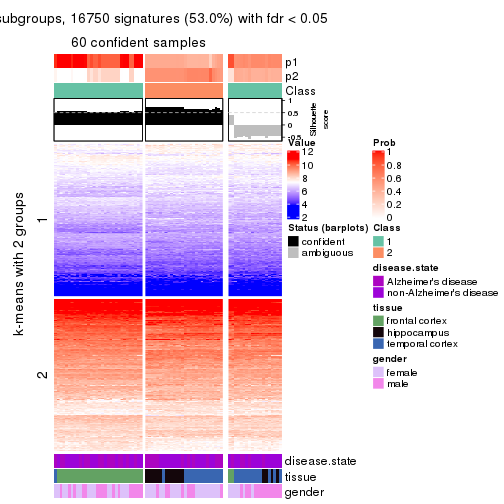 subgroups, 16750 signatures (53.0%) with fdr < 0.05
60 confident samples
p1
p2
Class
1
0.5
0
-0.5
Silhouette
score
k-means with 2 groups
1
2
Value
12
10
8
6
4
2
Prob
1
0.8
0.6
0.4
0.2
0
Status (barplots)
confident
ambiguous
Class
1
2
disease.state
Alzheimer's disease
non-Alzheimer's disease
tissue
frontal cortex
hippocampus
temporal cortex
gender
female
male
disease.state
tissue
gender